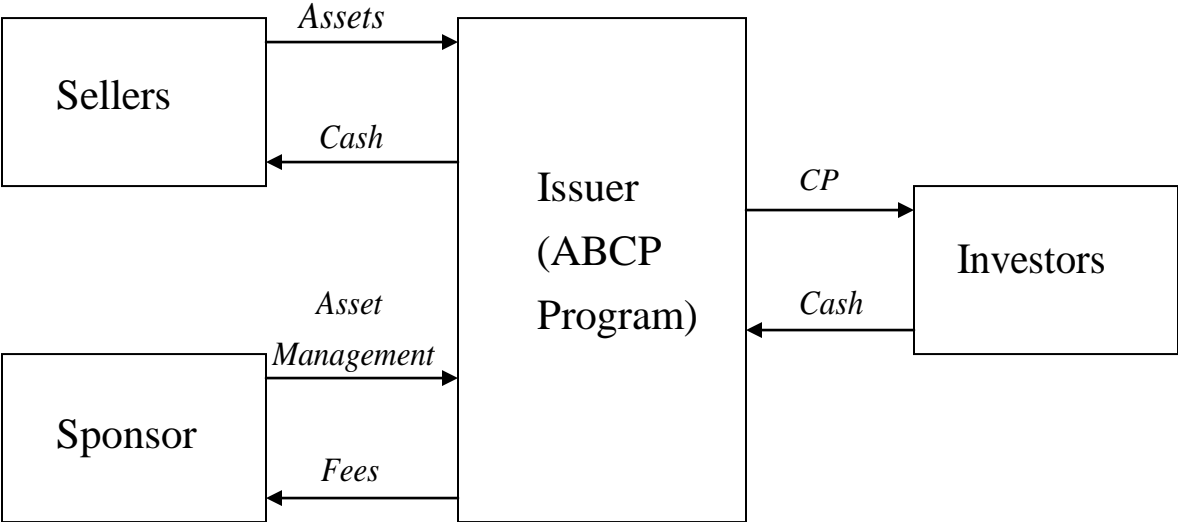 Assets
Sellers
Cash
Issuer
(ABCP
Program)
CP
Investors
Cash
Asset
Management
Sponsor
Fees